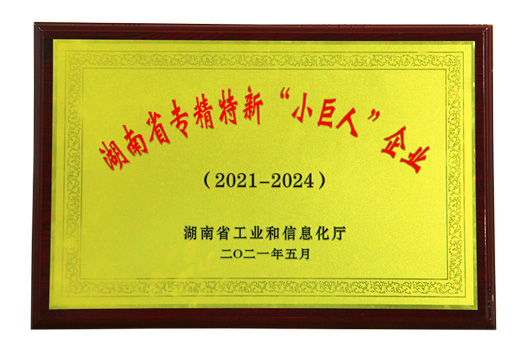 湖南省专精特新“小巨人”企业
（2021-2024）
湖南省工业和信息化厅
二〇二一年五月